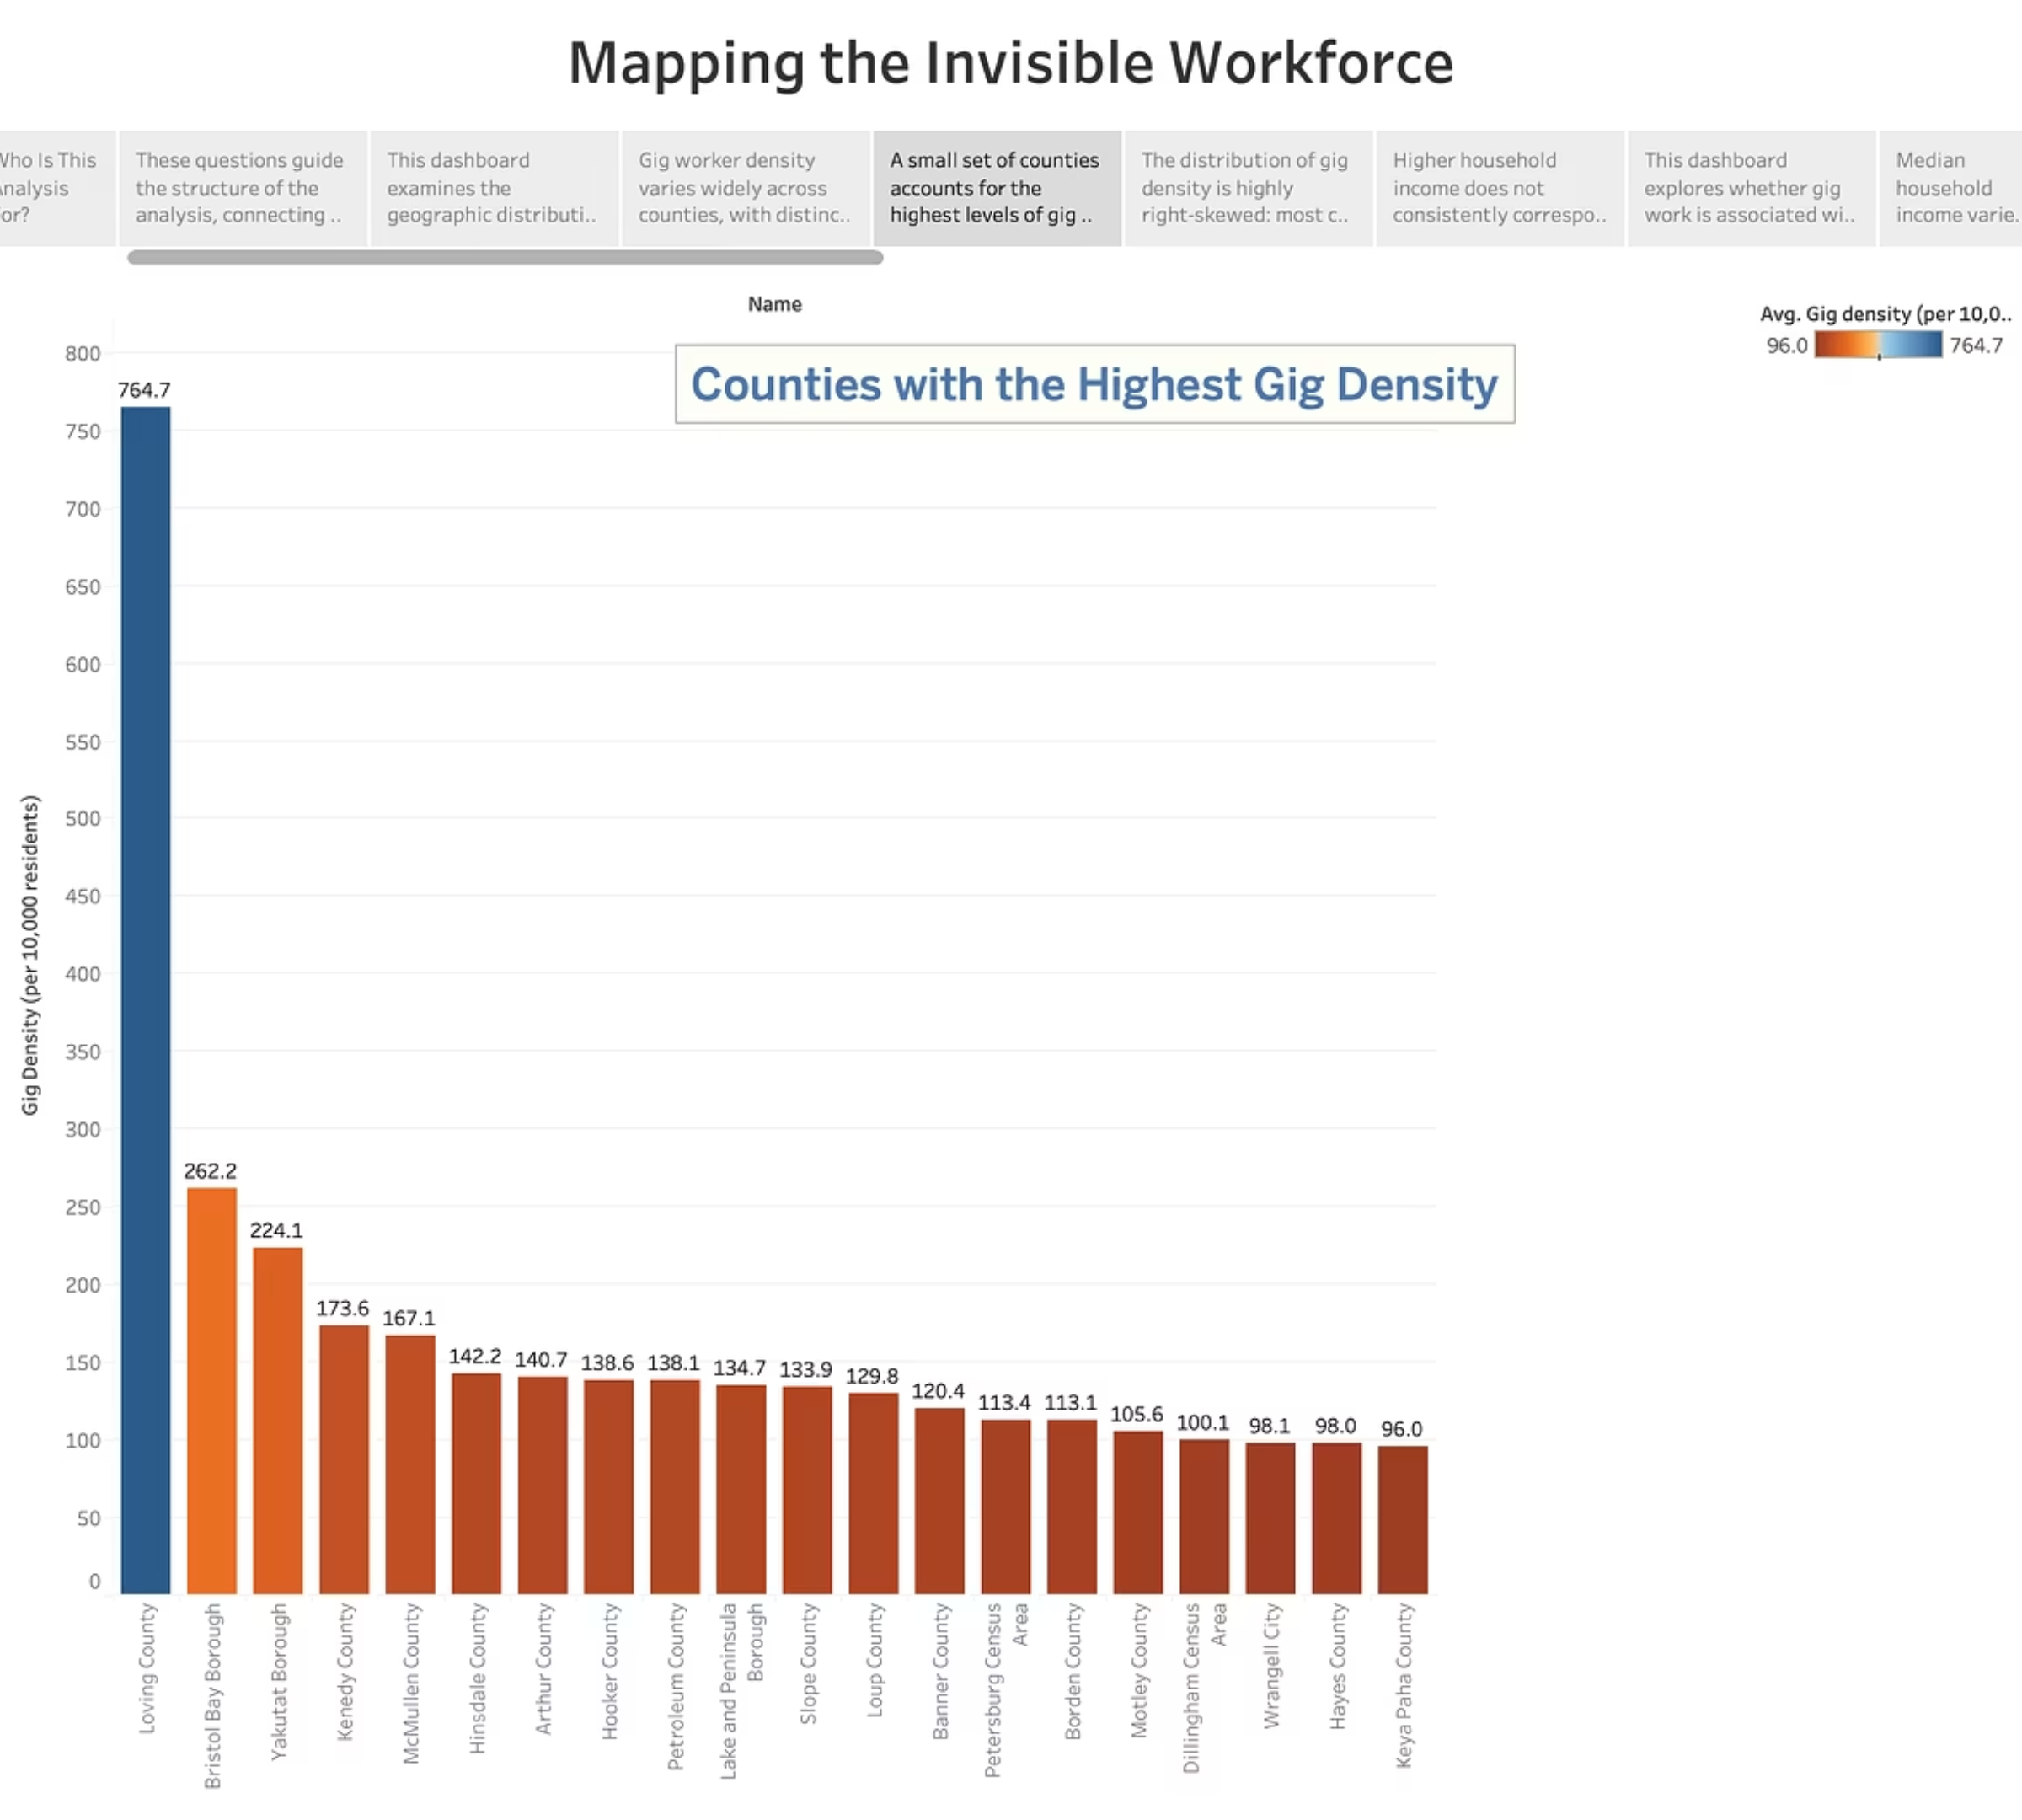 Mapping the Invisible Workforce
Who Is This
Analysis
or?
These questions guide
the structure of the
analysis, connecting ..
This dashboard
examines the
geographic distributi..
Gig worker density
varies widely across
counties, with distinc..
A small set of counties
accounts for the
highest levels of gig ..
The distribution of gig
density is highly
right-skewed: most c..
Higher household
income does not
consistently correspo..
This dashboard
explores whether gig
work is associated wi..
Median
household
income varie.
Name
Avg. Gig density (per 10,0..
96.0 764.7
Counties with the Highest Gig Density
Gig Density (per 10,000 residents)
800
750
700
650
600
550
500
450
400
350
300
250
200
150
100
50
0
764.7
262.2
224.1
173.6
167.1
142.2
140.7
138.6
138.1
134.7
133.9
129.8
120.4
113.4
113.1
105.6
100.1
98.1
98.0
96.0
Loving County
Bristol Bay Borough
Yakutat Borough
Kenedy County
McMullen County
Hinsdale County
Arthur County
Hooker County
Petroleum County
Lake and Peninsula
Borough
Slope County
Loup County
Banner County
Petersburg Census
Area
Borden County
Motley County
Dillingham Census
Area
Wrangell City
Hayes County
Keya Paha County